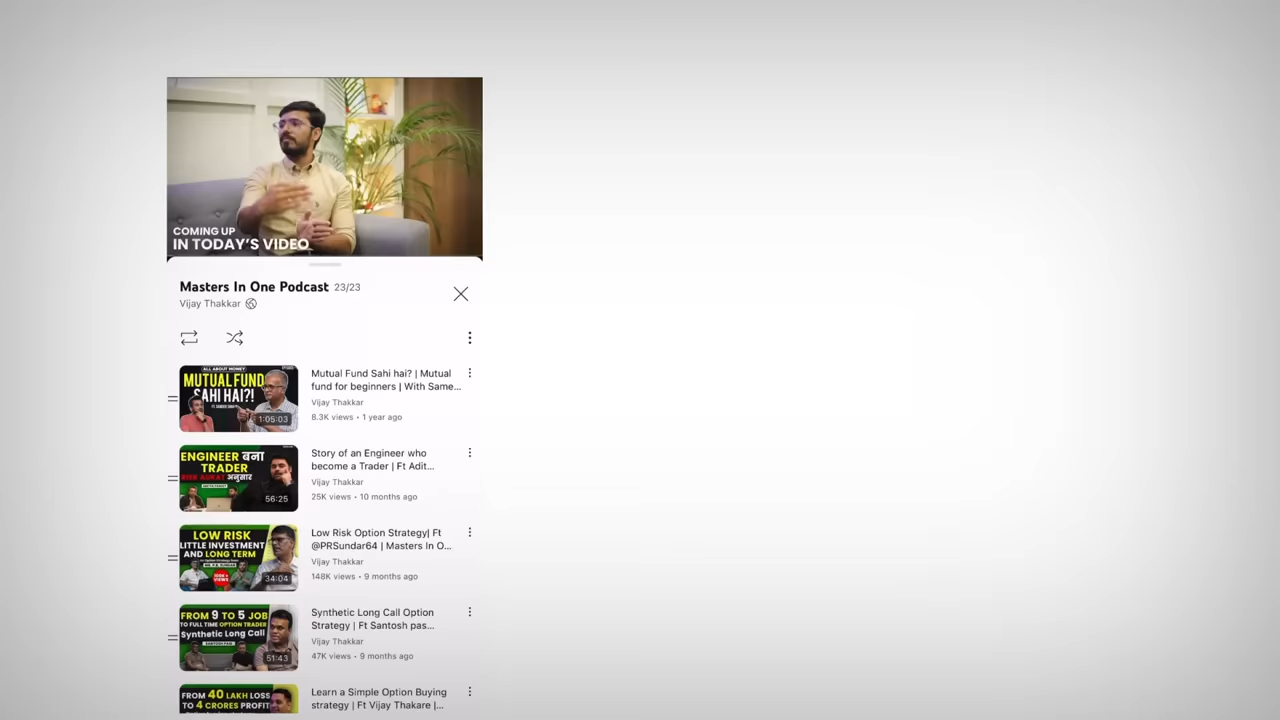 COMING UP
IN TODAY'S VIDEO
Masters In One Podcast 23/23
Vijay Thakkar
ALL ABOUT MONEY
MUTUAL FUND
SAHI HAI?!
1:05:03
Mutual Fund Sahi hai? | Mutual
fund for beginners | With Same...
Vijay Thakkar
8.3K views • 1 year ago
ENGINEER बना
TRADER
अनुसार
56:25
Story of an Engineer who
become a Trader | Ft Adit...
Vijay Thakkar
25K views • 10 months ago
LOW RISK
LITTLE INVESTMENT
AND LONG TERM
VIEWS
34:04
Low Risk Option Strategy| Ft
@PRSundar64 | Masters In O...
Vijay Thakkar
148K views • 9 months ago
FROM 9 TO 5 JOB
TO FULL TIME OPTION TRADER
Synthetic Long Call
51:43
Synthetic Long Call Option
Strategy | Ft Santosh pas...
Vijay Thakkar
47K views • 9 months ago
FROM 40 LAKH LOSS
TO 4 CRORES PROFIT
Learn a Simple Option Buying
strategy | Ft Vijay Thakare |...